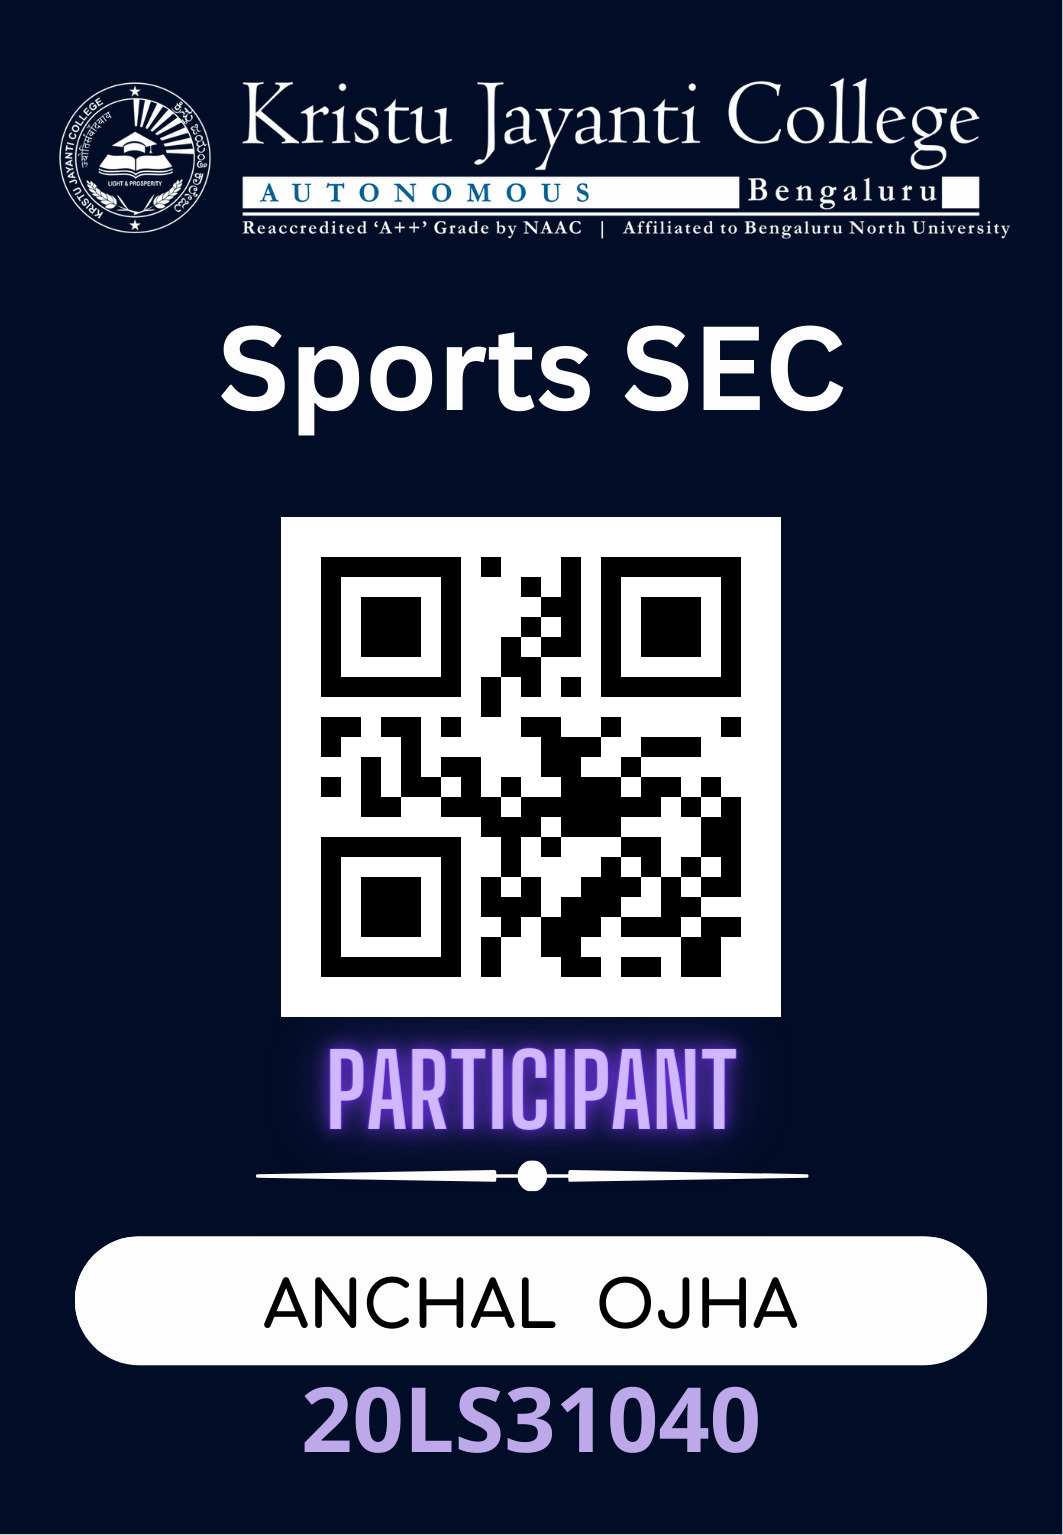 Kristu Jayanti College
AUTONOMOUS Bengaluru
Reaccredited ‘A++’ Grade by NAAC | Affiliated to Bengaluru North University
KRISTU JAYANTI COLLEGE
LIGHT & PROSPERITY
Sports SEC
PARTICIPANT
ANCHAL OJHA
20LS31040